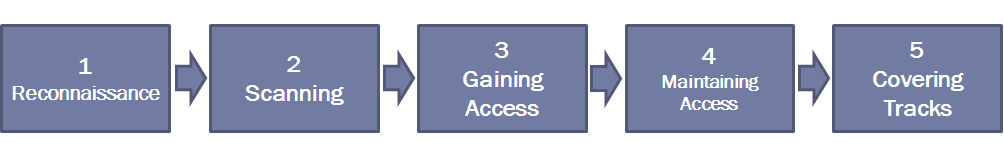 1
Reconnaissance
2
Scanning
3
Gaining
Access
4
Maintaining
Access
5
Covering
Tracks